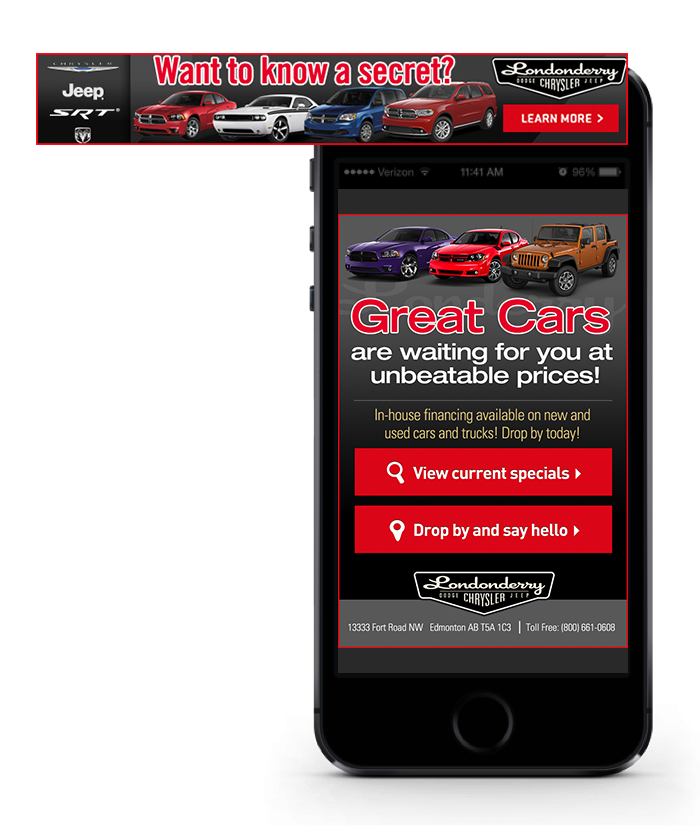 Want to know a secret?
CHRYSLER
Jeep
SRT®
Londonderry
DODGE CHRYSLER JEEP
LEARN MORE >
Verizon 11:41 AM 96%
Londonderry
Great Cars
are waiting for you at
unbeatable prices!
In-house financing available on new and
used cars and trucks! Drop by today!
View current specials
Drop by and say hello
Londonderry
DODGE CHRYSLER JEEP
13333 Fort Road NW Edmonton AB T5A 1C3 | Toll Free: (800) 661-0608